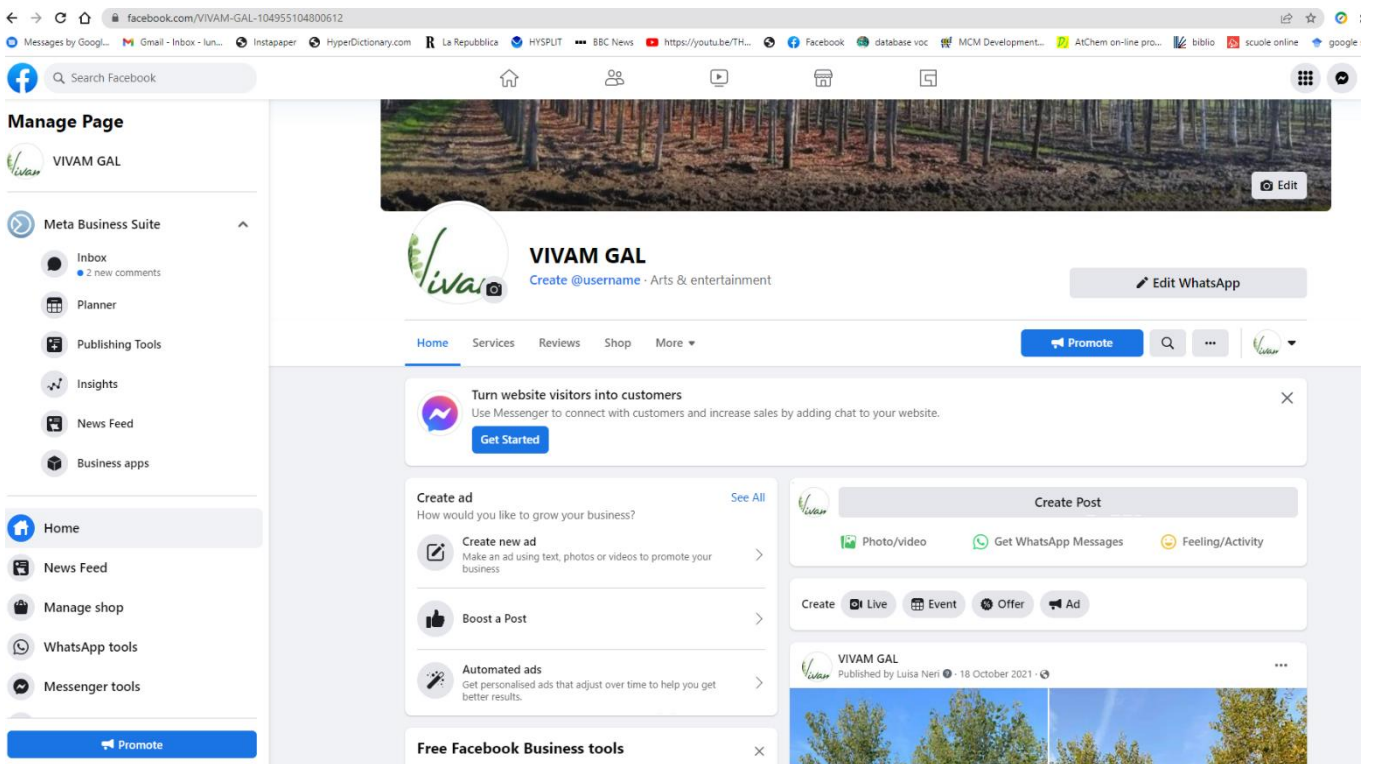 facebook.com/VIVAM-GAL-104955104800612
Messages by Googl... Gmail - Inbox - lun... Instapaper HyperDictionary.com La Repubblica HYSPLIT BBC News https://youtu.be/TH... Facebook database voc MCM Development... AtChem on-line pro... biblio scuole online google
Search Facebook
Manage Page
Vivam
VIVAM GAL
Meta Business Suite
Inbox
2 new comments
Planner
Publishing Tools
Insights
News Feed
Business apps
Home
News Feed
Manage shop
WhatsApp tools
Messenger tools
Promote
Edit
Vivam
VIVAM GAL
Create @username · Arts & entertainment
Edit WhatsApp
Home Services Reviews Shop More
Promote
Vivam
Turn website visitors into customers
Use Messenger to connect with customers and increase sales by adding chat to your website.
Get Started
Create ad
See All
How would you like to grow your business?
Create new ad
Make an ad using text, photos or videos to promote your
business
Boost a Post
Automated ads
Get personalised ads that adjust over time to help you get
better results.
Free Facebook Business tools
Vivam
Create Post
Photo/video Get WhatsApp Messages Feeling/Activity
Create Live Event Offer Ad
Vivam
VIVAM GAL
Published by Luisa Neri · 18 October 2021 ·